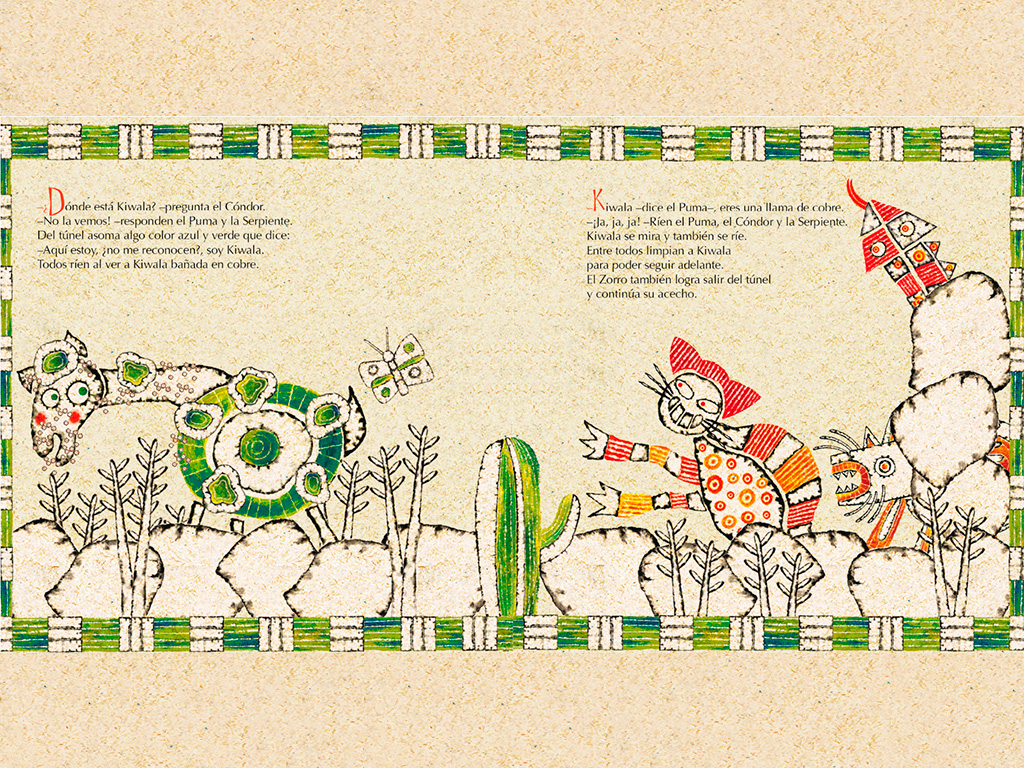 –¿Dónde está Kiwala? –pregunta el Cóndor.
–No la vemos! –responden el Puma y la Serpiente.
Del túnel asoma algo color azul y verde que dice:
–Aquí estoy, ¿no me reconocen?, soy Kiwala.
Todos ríen al ver a Kiwala bañada en cobre.
Kiwala –dice el Puma–, eres una llama de cobre.
–¡Ja, ja, ja! –Ríen el Puma, el Cóndor y la Serpiente.
Kiwala se mira y también se ríe.
Entre todos limpian a Kiwala
para poder seguir adelante.
El Zorro también logra salir del túnel
y continúa su acecho.